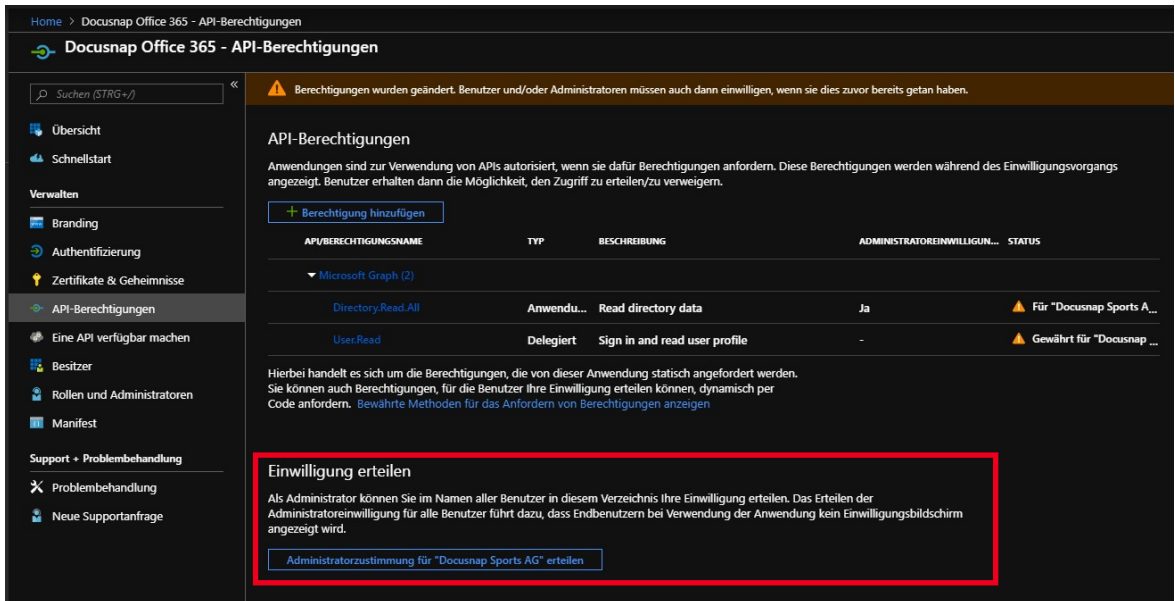 Home > Docusnap Office 365 - API-Berechtigungen
Docusnap Office 365 - API-Berechtigungen
Suchen (STRG+/)
«
Übersicht
Schnellstart
Verwalten
Branding
Authentifizierung
Zertifikate & Geheimnisse
API-Berechtigungen
Eine API verfügbar machen
Besitzer
Rollen und Administratoren
Manifest
Support + Problembehandlung
Problembehandlung
Neue Supportanfrage
Berechtigungen wurden geändert. Benutzer und/oder Administratoren müssen auch dann einwilligen, wenn sie dies zuvor bereits getan haben.
API-Berechtigungen
Anwendungen sind zur Verwendung von APIs autorisiert, wenn sie dafür Berechtigungen anfordern. Diese Berechtigungen werden während des Einwilligungsvorgangs
angezeigt. Benutzer erhalten dann die Möglichkeit, den Zugriff zu erteilen/zu verweigern.
+ Berechtigung hinzufügen
API/BERECHTIGUNGSNAME TYP BESCHREIBUNG ADMINISTRATOREINWILLIGUN... STATUS
Microsoft Graph (2)
Directory.Read.All Anwendu... Read directory data Ja Für "Docusnap Sports A...
User.Read Delegiert Sign in and read user profile - Gewährt für "Docusnap ...
Hierbei handelt es sich um die Berechtigungen, die von dieser Anwendung statisch angefordert werden.
Sie können auch Berechtigungen, für die Benutzer Ihre Einwilligung erteilen können, dynamisch per
Code anfordern. Bewährte Methoden für das Anfordern von Berechtigungen anzeigen
Einwilligung erteilen
Als Administrator können Sie im Namen aller Benutzer in diesem Verzeichnis Ihre Einwilligung erteilen. Das Erteilen der
Administratoreinwilligung für alle Benutzer führt dazu, dass Endbenutzern bei Verwendung der Anwendung kein Einwilligungsbildschirm
angezeigt wird.
Administratorzustimmung für "Docusnap Sports AG" erteilen